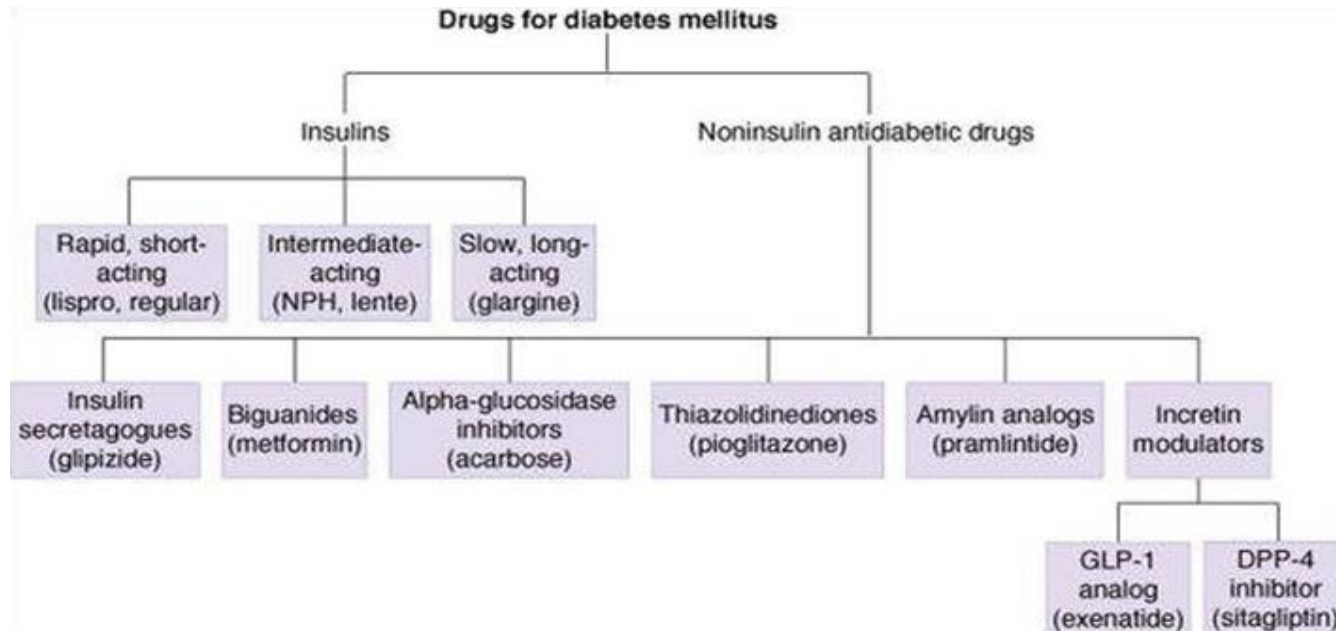 Drugs for diabetes mellitus
Insulins
Noninsulin antidiabetic drugs
Rapid, short-
acting
(lispro, regular)
Intermediate-
acting
(NPH, lente)
Slow, long-
acting
(glargine)
Insulin
secretagogues
(glipizide)
Biguanides
(metformin)
Alpha-glucosidase
inhibitors
(acarbose)
Thiazolidinediones
(pioglitazone)
Amylin analogs
(pramlintide)
Incretin
modulators
GLP-1
analog
(exenatide)
DPP-4
inhibitor
(sitagliptin)